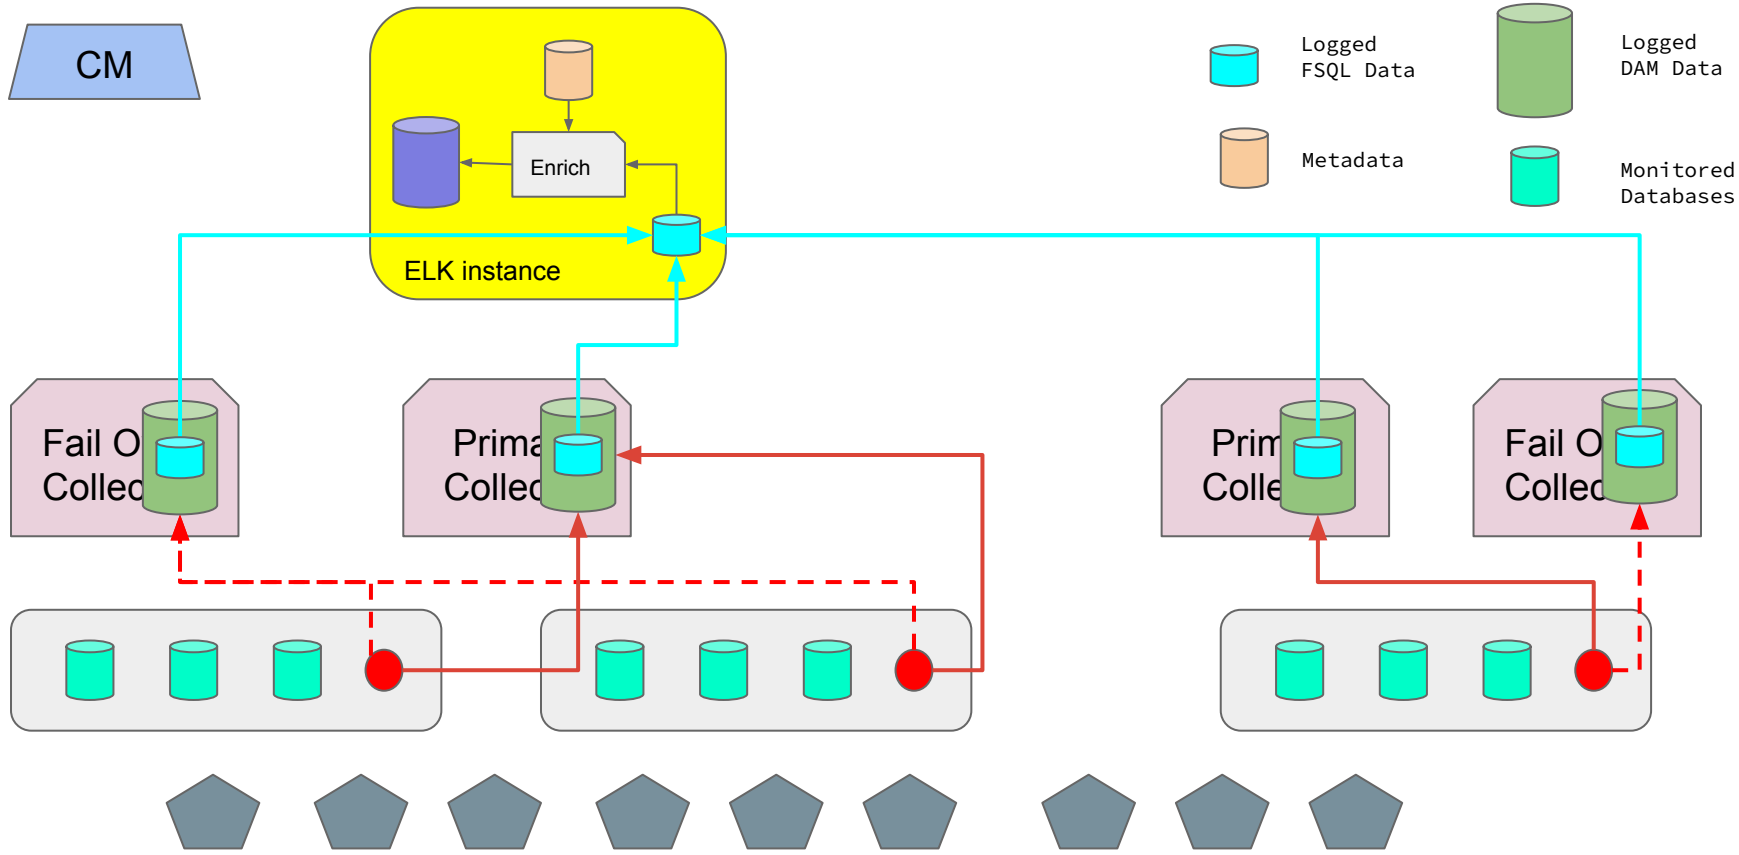 CM
Logged
FSQL Data
Logged
DAM Data
Metadata
Monitored
Databases
Enrich
ELK instance
Fail O
Collec
Prima
Collec
Prim
Colle
Fail O
Collec